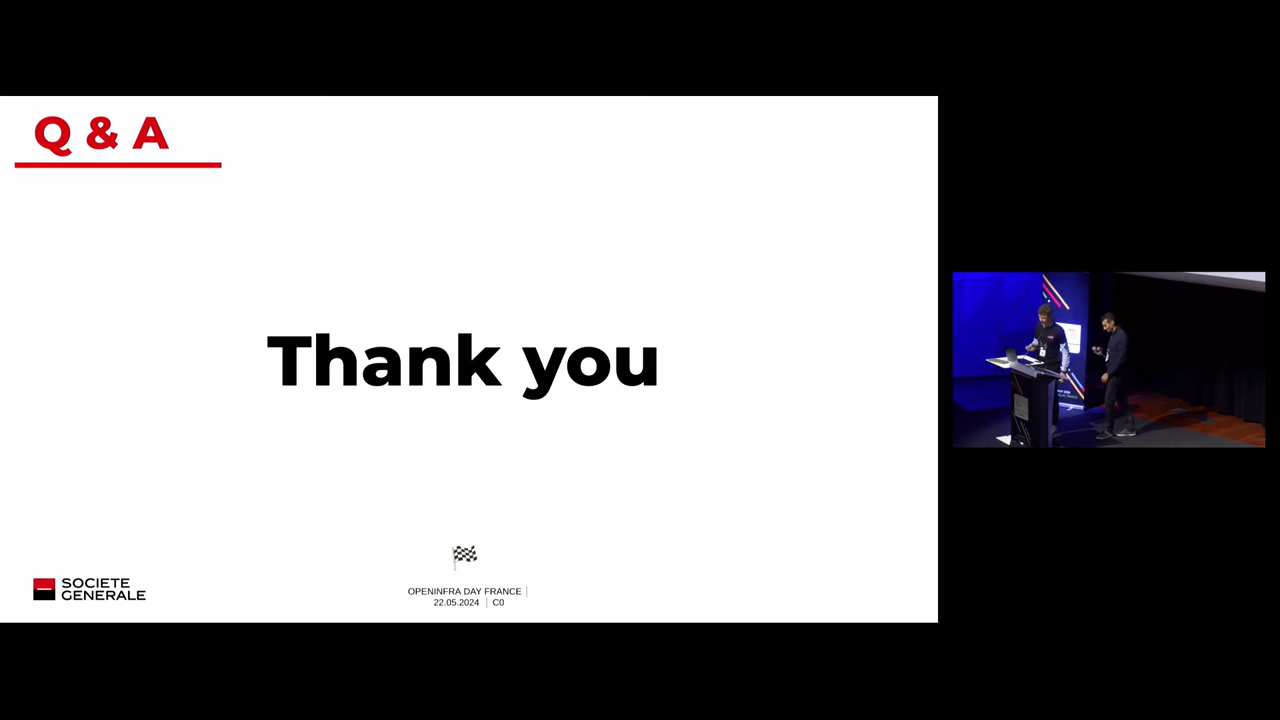 Q & A
Thank you
SOCIETE
GENERALE
OPENINFRA DAY FRANCE
22.05.2024 | C0